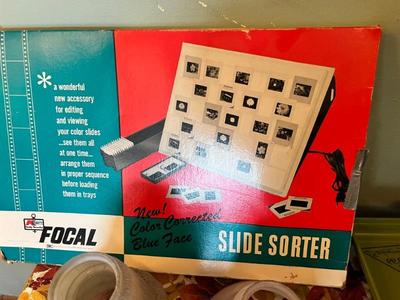 * a wonderful
new accessory
for editing
and viewing
your color slides
...see them all
at one time...
arrange them
in proper sequence
before loading
them in trays
New!
Color Corrected
Blue Face
FOCAL
SLIDE SORTER